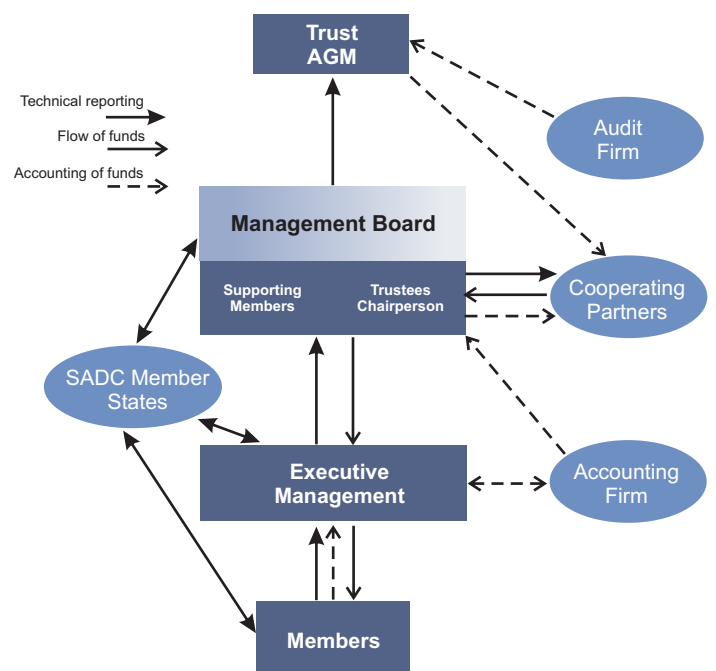 Trust
AGM
Technical reporting
Flow of funds
Accounting of funds
Audit
Firm
Management Board
Supporting
Members
Trustees
Chairperson
Cooperating
Partners
SADC Member
States
Executive
Management
Accounting
Firm
Members